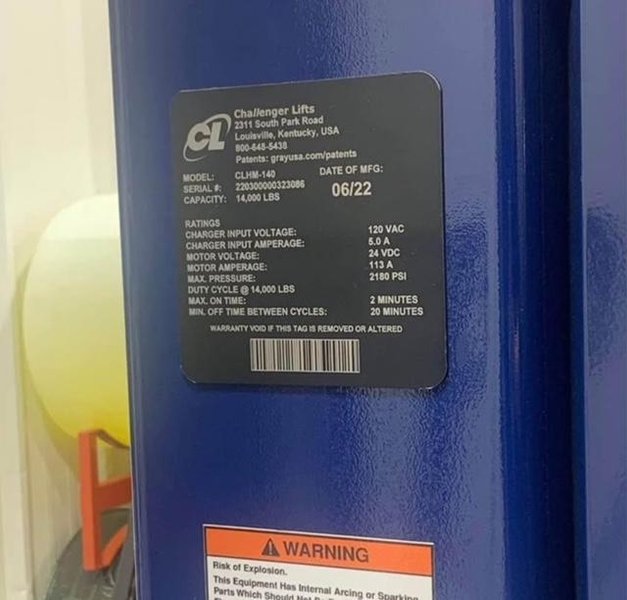 CL
Challenger Lifts
2311 South Park Road
Louisville, Kentucky, USA
800-648-5438
Patents: grayusa.com/patents
MODEL: CLHM-140
DATE OF MFG:
SERIAL #: 220300000323086
06/22
CAPACITY: 14,000 LBS
RATINGS
CHARGER INPUT VOLTAGE: 120 VAC
CHARGER INPUT AMPERAGE: 5.0 A
MOTOR VOLTAGE: 24 VDC
MOTOR AMPERAGE: 113 A
MAX. PRESSURE: 2180 PSI
DUTY CYCLE @ 14,000 LBS
MAX. ON TIME: 2 MINUTES
MIN. OFF TIME BETWEEN CYCLES: 20 MINUTES
WARRANTY VOID IF THIS TAG IS REMOVED OR ALTERED
WARNING
Risk of Explosion.
This Equipment Has Internal Arcing or Sparking
Parts Which Should Not